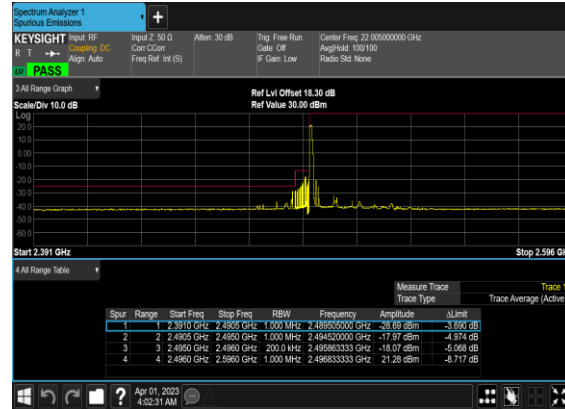 Spectrum Analyzer 1
Spurious Emissions
KEYSIGHT
R T
LN PASS
Input: RF
Coupling: DC
Align: Auto
Input Z: 50 Ω
Corr CCorr
Freq Ref: Int (S)
Atten: 30 dB
Trig: Free Run
Gate: Off
IF Gain: Low
Center Freq: 22.005000000 GHz
Avg|Hold: 100/100
Radio Std: None
3 All Range Graph
Scale/Div 10.0 dB
Ref Lvl Offset 18.30 dB
Ref Value 30.00 dBm
Log
20.0
10.0
0.00
-10.0
-20.0
-30.0
-40.0
-50.0
-60.0
Start 2.391 GHz
Stop 2.596 GH
4 All Range Table
Measure Trace Trace 1
Trace Type Trace Average (Active
Spur Range Start Freq Stop Freq RBW Frequency Amplitude ΔLimit
1 1 2.3910 GHz 2.4905 GHz 1.000 MHz 2.489505000 GHz -28.69 dBm -3.690 dB
2 2 2.4905 GHz 2.4950 GHz 1.000 MHz 2.494520000 GHz -17.97 dBm -4.974 dB
3 3 2.4950 GHz 2.4960 GHz 200.0 kHz 2.495863333 GHz -18.07 dBm -5.068 dB
4 4 2.4960 GHz 2.5960 GHz 1.000 MHz 2.496833333 GHz 21.28 dBm -8.717 dB
?
Apr 01, 2023
4:02:31 AM